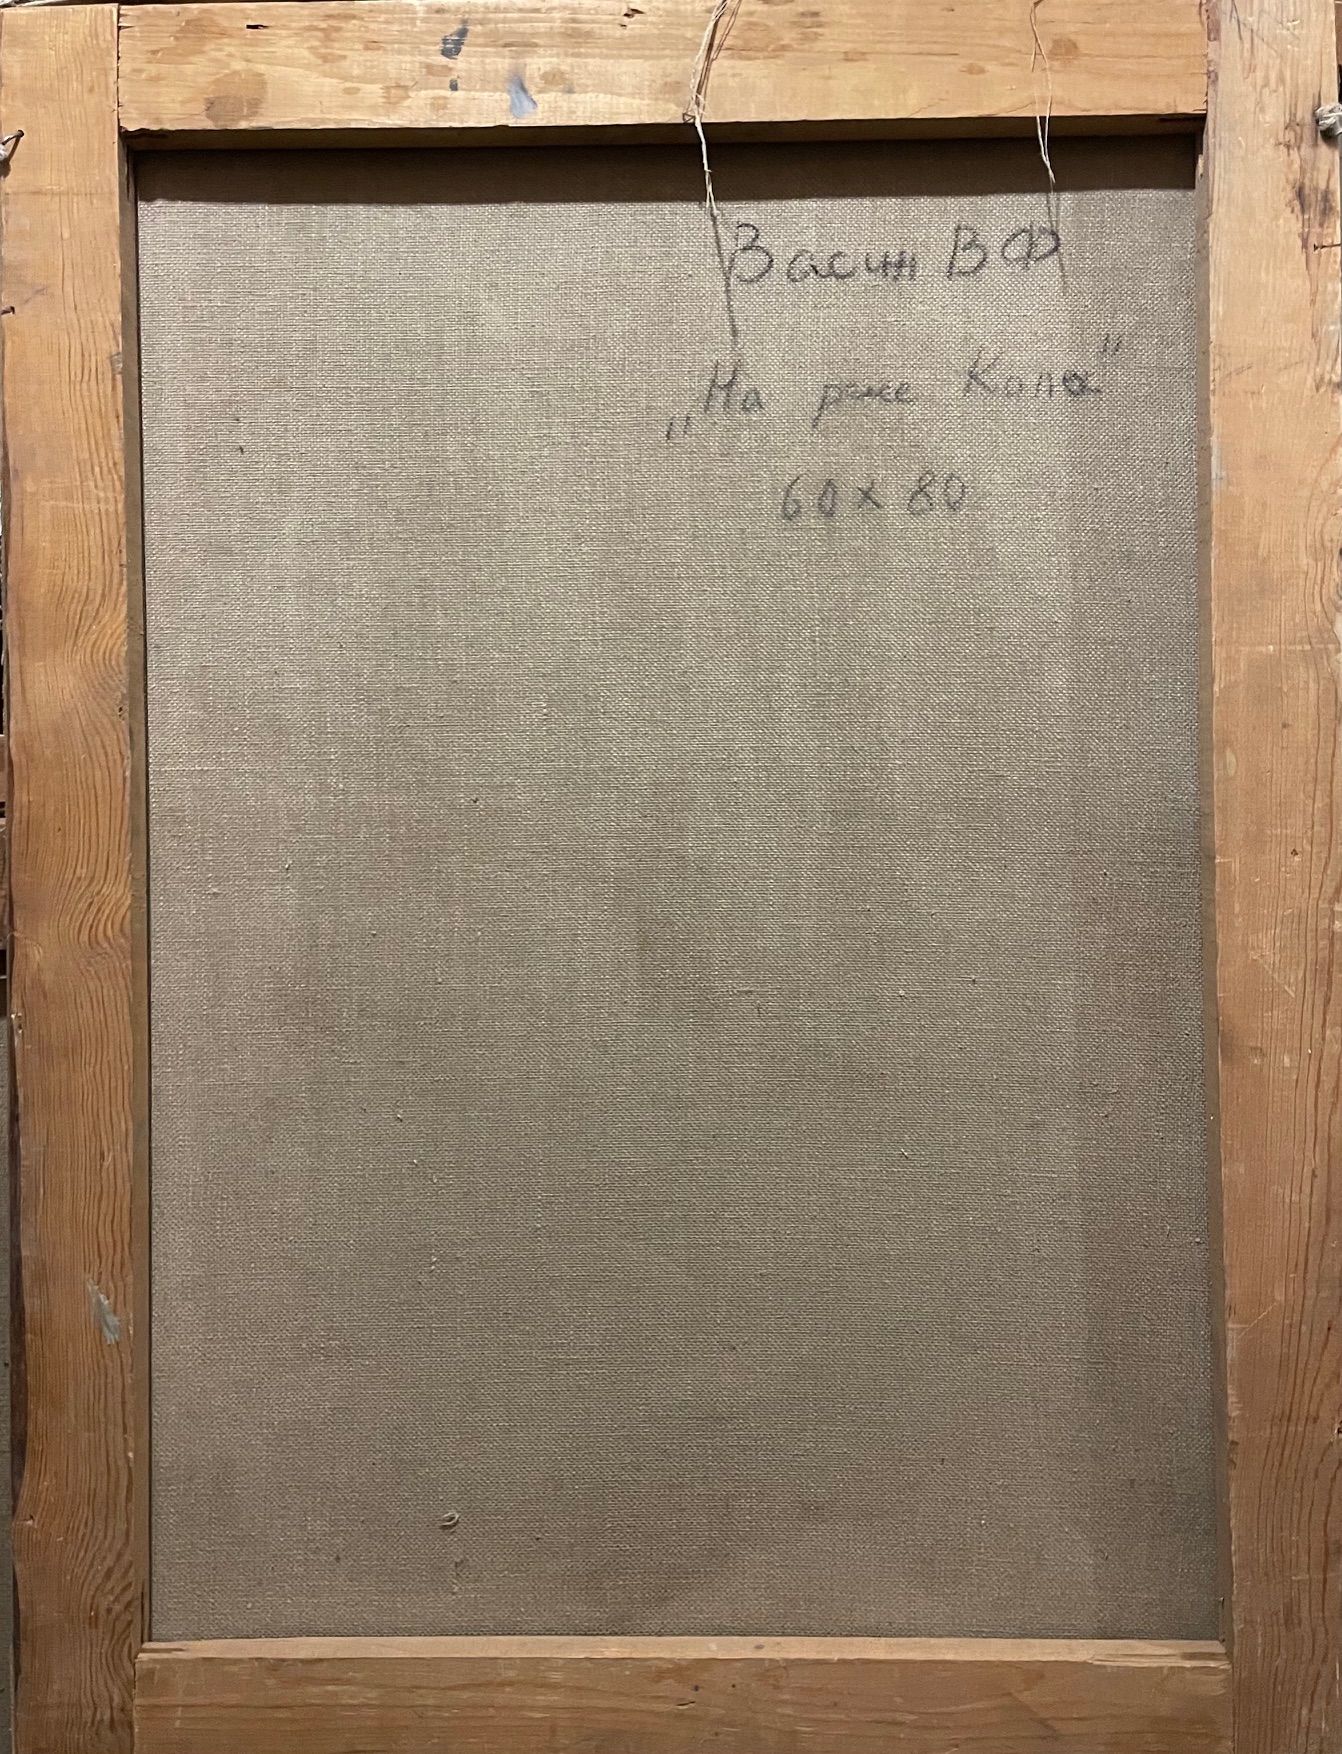 Васин В Ф
„На реке Кола"
60 х 80